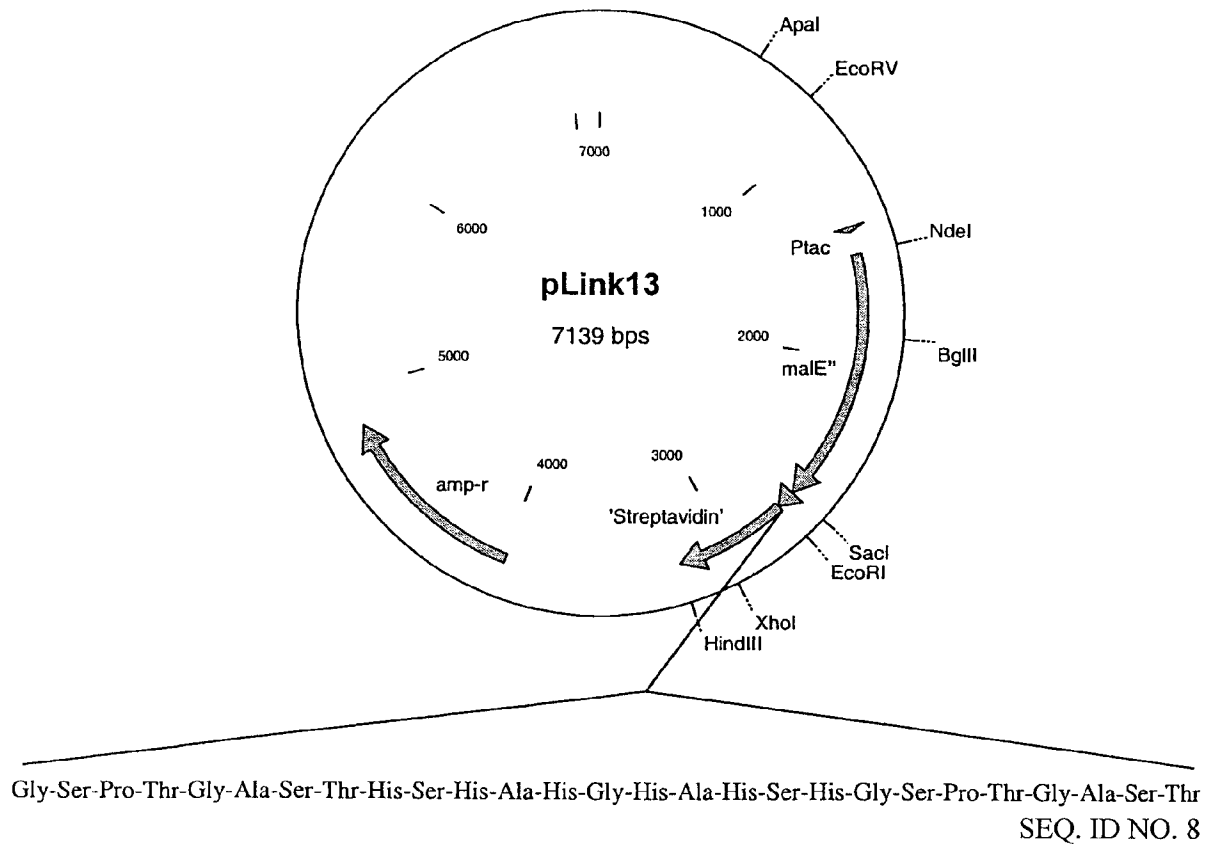 ApaI
EcoRV
7000
1000
6000
NdeI
Ptac
pLink13
7139 bps
2000
BglII
5000
malE"
3000
4000
amp-r
'Streptavidin'
SacI
EcoRI
XhoI
HindIII
Gly-Ser-Pro-Thr-Gly-Ala-Ser-Thr-His-Ser-His-Ala-His-Gly-His-Ala-His-Ser-His-Gly-Ser-Pro-Thr-Gly-Ala-Ser-Thr
SEQ. ID NO. 8